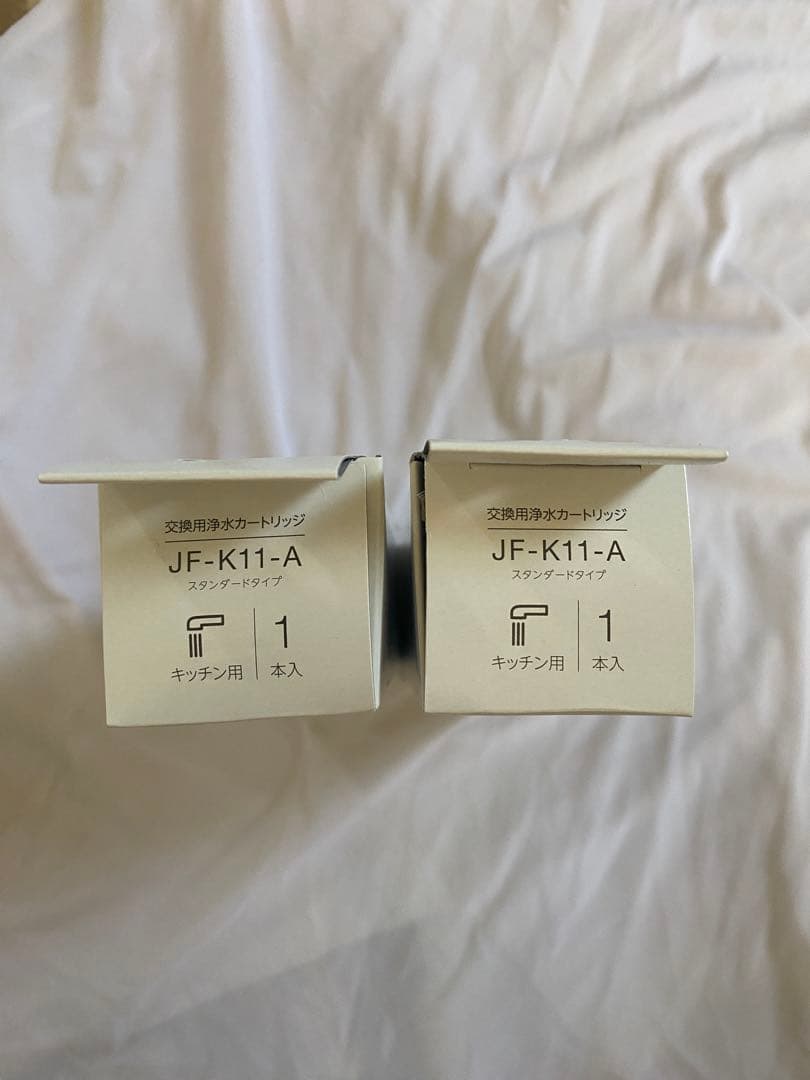 交換用浄水カートリッジ
JF-K11-A
スタンダードタイプ
キッチン用
1
本入
交換用浄水カートリッジ
JF-K11-A
スタンダードタイプ
キッチン用
1
本入